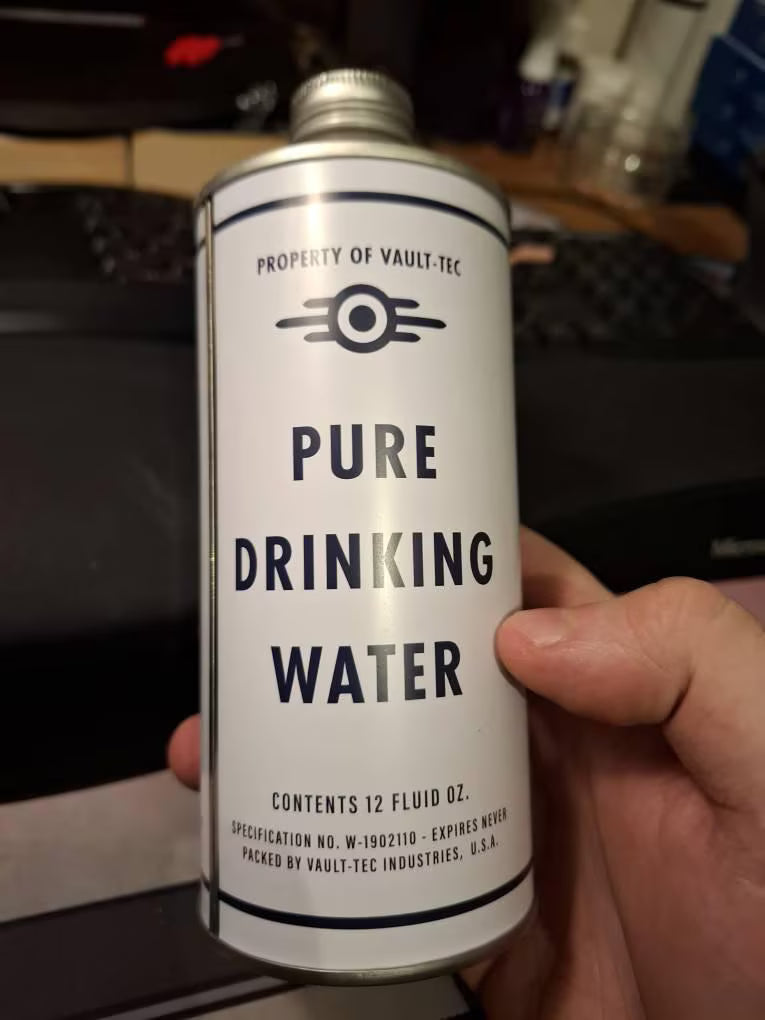 PROPERTY OF VAULT-TEC
PURE
DRINKING
WATER
CONTENTS 12 FLUID OZ.
SPECIFICATION NO. W-1902110 - EXPIRES NEVER
PACKED BY VAULT-TEC INDUSTRIES, U.S.A.